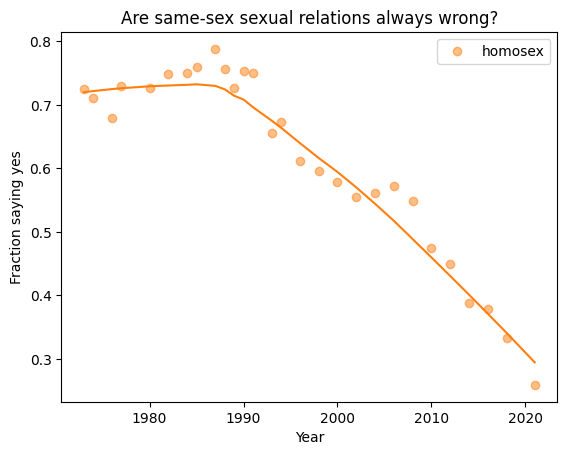 Are same-sex sexual relations always wrong?
homosex
Fraction saying yes
0.8
0.7
0.6
0.5
0.4
0.3
1980
1990
2000
2010
2020
Year